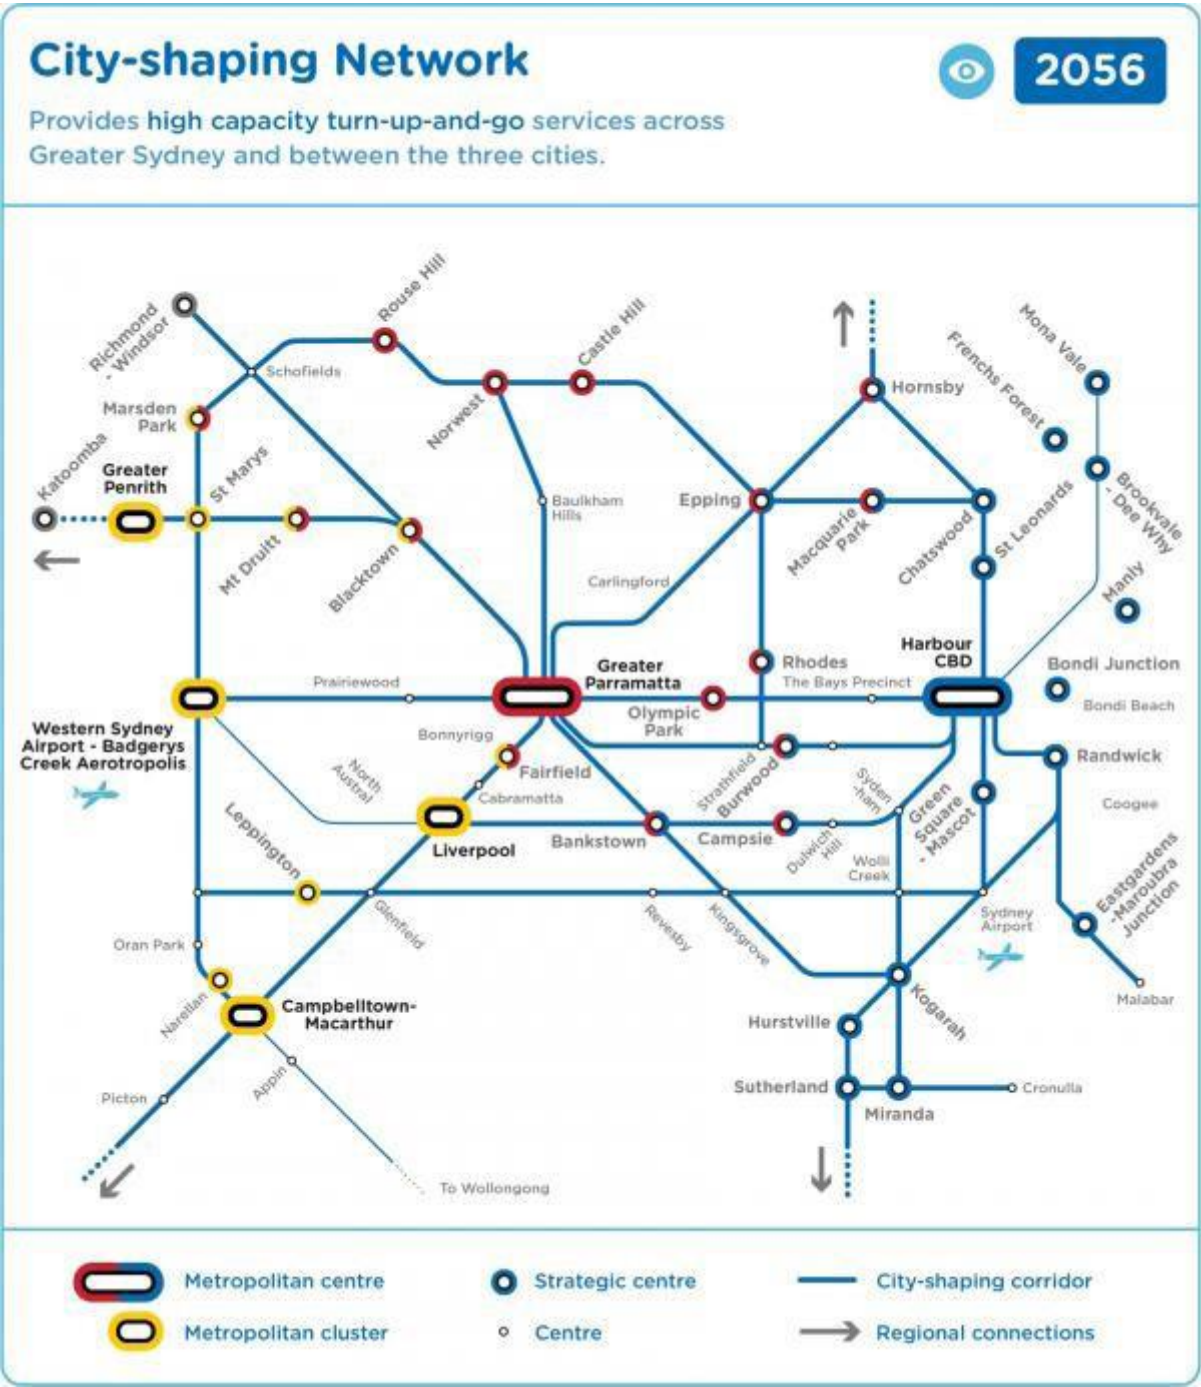 City-shaping Network
2056
Provides high capacity turn-up-and-go services across
Greater Sydney and between the three cities.
Richmond
- Windsor
Schofields
Rouse Hill
Castle Hill
Norwest
Marsden
Park
Katoomba
Greater
Penrith
St Marys
Mt Druitt
Blacktown
Baulkham
Hills
Epping
Hornsby
Macquarie
Park
Chatswood
St Leonards
Frenchs Forest
Mona Vale
Brookvale
- Dee Why
Manly
Carlingford
Harbour
CBD
Rhodes
The Bays Precinct
Bondi Junction
Bondi Beach
Greater
Parramatta
Olympic
Park
Prairiewood
Western Sydney
Airport - Badgerys
Creek Aerotropolis
Bonnyrigg
Fairfield
Cabramatta
North
Austral
Liverpool
Leppington
Strathfield
Burwood
Bankstown
Campsie
Dulwich
Hill
Syden
-ham
Green
Square
- Mascot
Randwick
Coogee
Wolli
Creek
Eastgardens
-Maroubra
Junction
Malabar
Sydney
Airport
Glenfield
Revesby
Kingsgrove
Oran Park
Narellan
Campbelltown-
Macarthur
Picton
Appin
To Wollongong
Kogarah
Hurstville
Sutherland
Miranda
Cronulla
Metropolitan centre
Strategic centre
City-shaping corridor
Metropolitan cluster
Centre
Regional connections